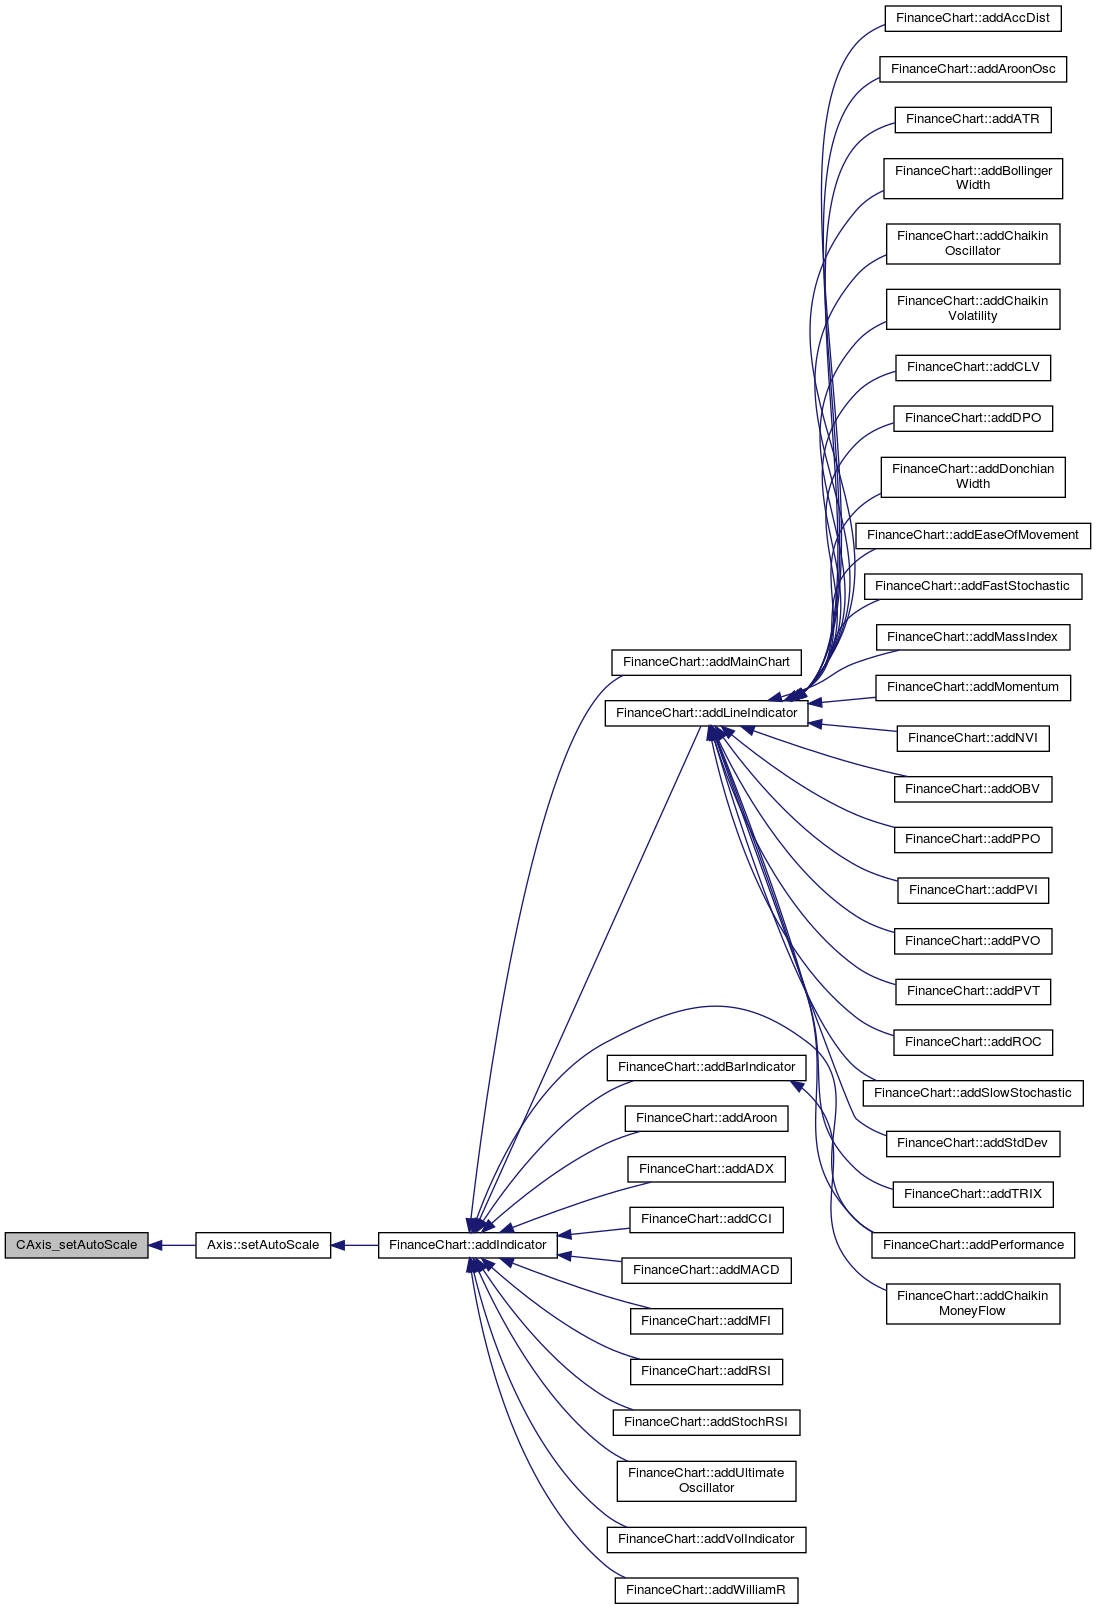 FinanceChart::addAccDist
FinanceChart::addAroonOsc
FinanceChart::addATR
FinanceChart::addBollinger
Width
FinanceChart::addChaikin
Oscillator
FinanceChart::addChaikin
Volatility
FinanceChart::addCLV
FinanceChart::addDPO
FinanceChart::addDonchian
Width
FinanceChart::addEaseOfMovement
FinanceChart::addFastStochastic
FinanceChart::addMassIndex
FinanceChart::addMainChart
FinanceChart::addMomentum
FinanceChart::addLineIndicator
FinanceChart::addNVI
FinanceChart::addOBV
FinanceChart::addPPO
FinanceChart::addPVI
FinanceChart::addPVO
FinanceChart::addPVT
FinanceChart::addROC
FinanceChart::addBarIndicator
FinanceChart::addSlowStochastic
FinanceChart::addAroon
FinanceChart::addStdDev
FinanceChart::addADX
FinanceChart::addTRIX
FinanceChart::addCCI
CAxis_setAutoScale
Axis::setAutoScale
FinanceChart::addIndicator
FinanceChart::addPerformance
FinanceChart::addMACD
FinanceChart::addChaikin
MoneyFlow
FinanceChart::addMFI
FinanceChart::addRSI
FinanceChart::addStochRSI
FinanceChart::addUltimate
Oscillator
FinanceChart::addVolIndicator
FinanceChart::addWilliamR